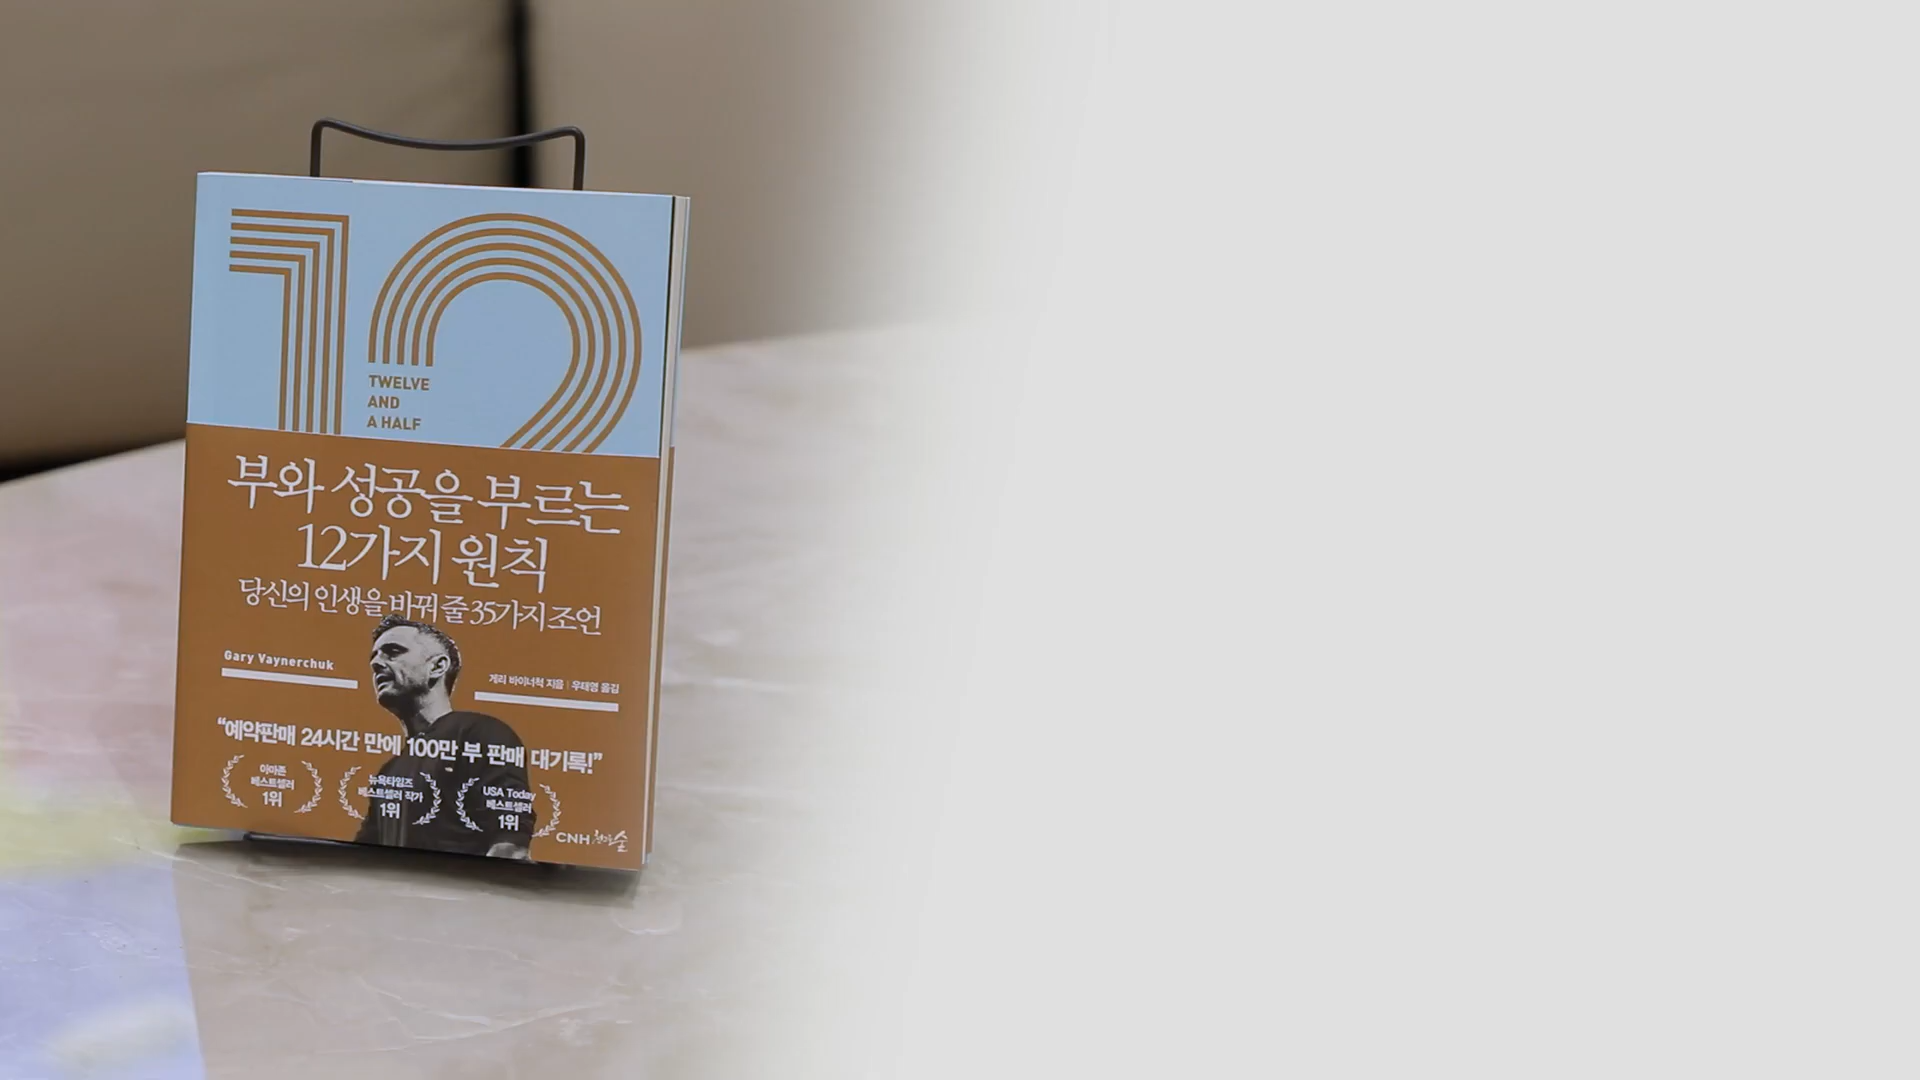 12
TWELVE
AND
A HALF
부와 성공을 부르는
12가지 원칙
당신의 인생을 바꿔 줄 35가지 조언
Gary Vaynerchuk
게리 바이너척 지음 | 우태영 옮김
“예약판매 24시간 만에 100만 부 판매 대기록!”
아마존
베스트셀러
1위
뉴욕타임즈
베스트셀러 작가
1위
USA Today
베스트셀러
1위
CNH